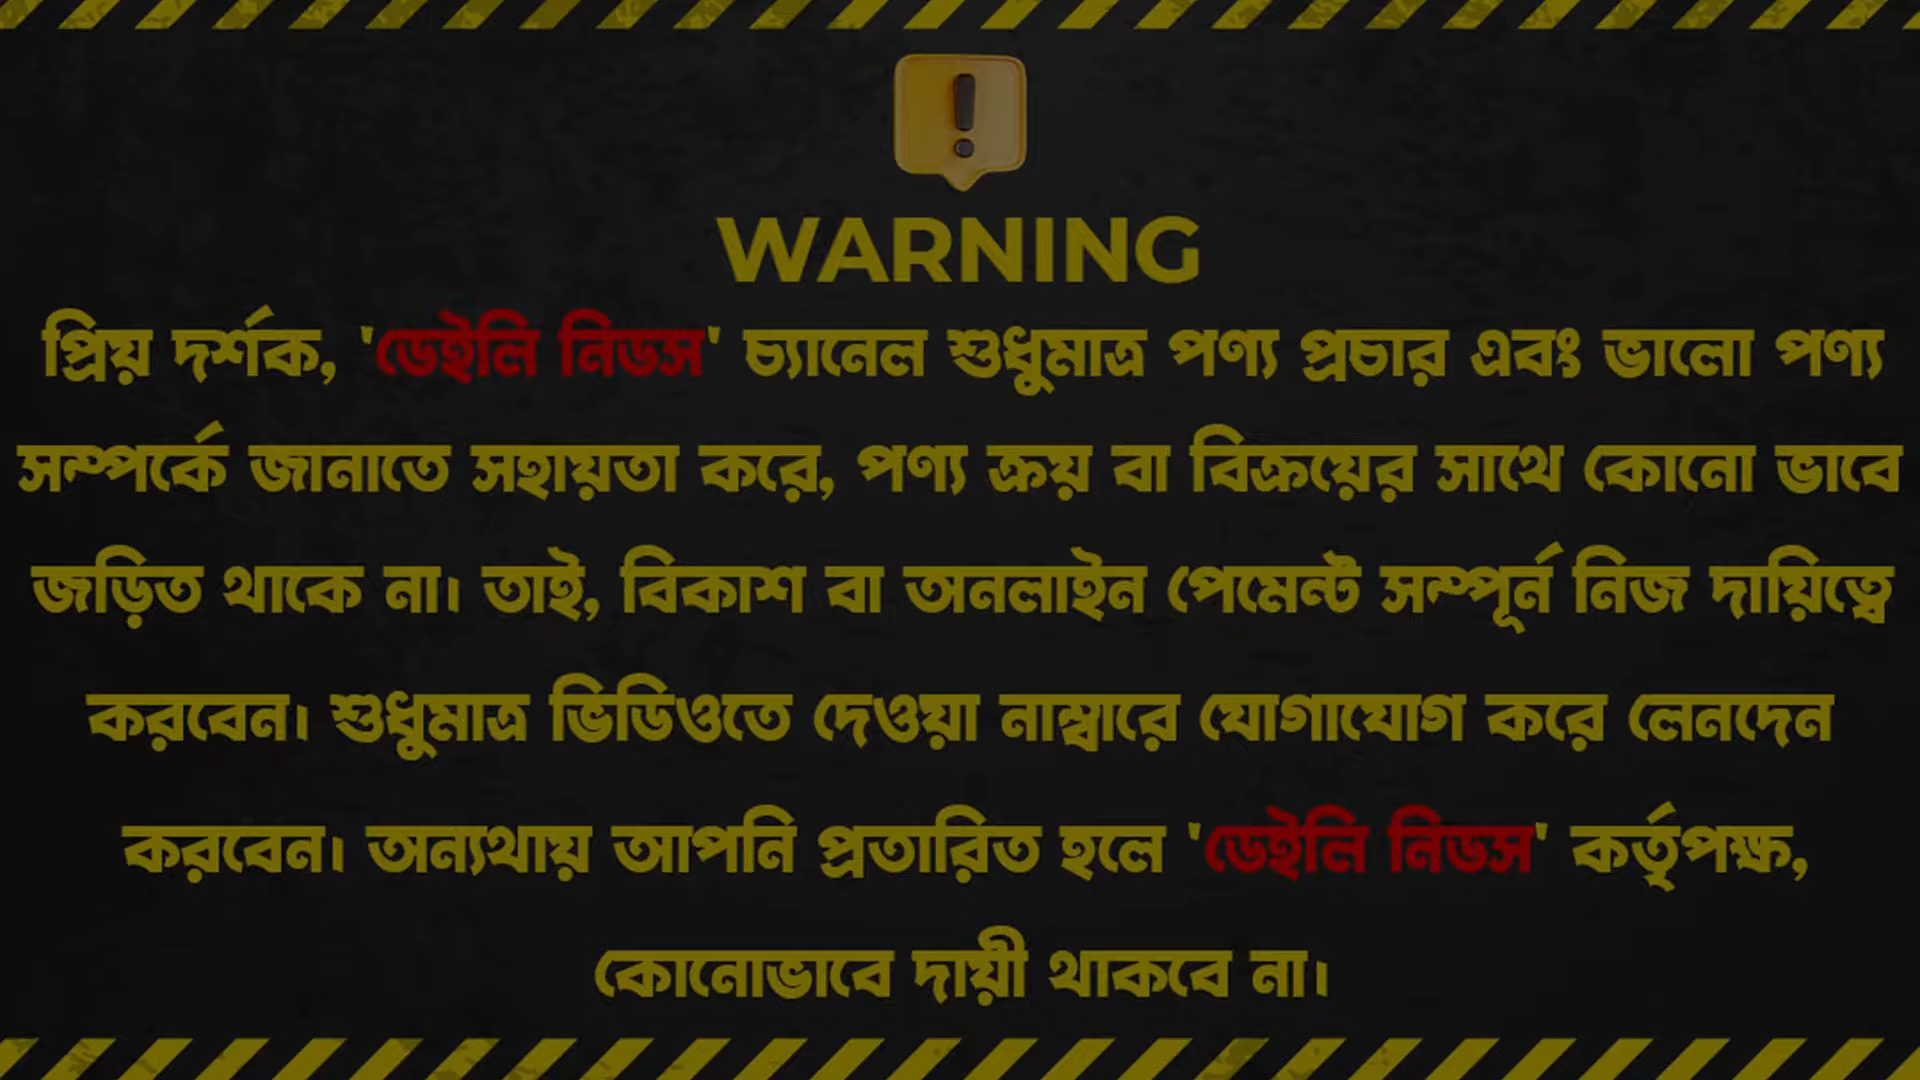 WARNING
প্রিয় দর্শক, 'ডেইলি নিডস' চ্যানেল শুধুমাত্র পণ্য প্রচার এবং ভালো পণ্য
সম্পর্কে জানাতে সহায়তা করে, পণ্য ক্রয় বা বিক্রয়ের সাথে কোনো ভাবে
জড়িত থাকে না। তাই, বিকাশ বা অনলাইন পেমেন্ট সম্পূর্ন নিজ দায়িত্বে
করবেন। শুধুমাত্র ভিডিওতে দেওয়া নাম্বারে যোগাযোগ করে লেনদেন
করবেন। অন্যথায় আপনি প্রতারিত হলে 'ডেইলি নিডস' কর্তৃপক্ষ,
কোনোভাবে দায়ী থাকবে না।